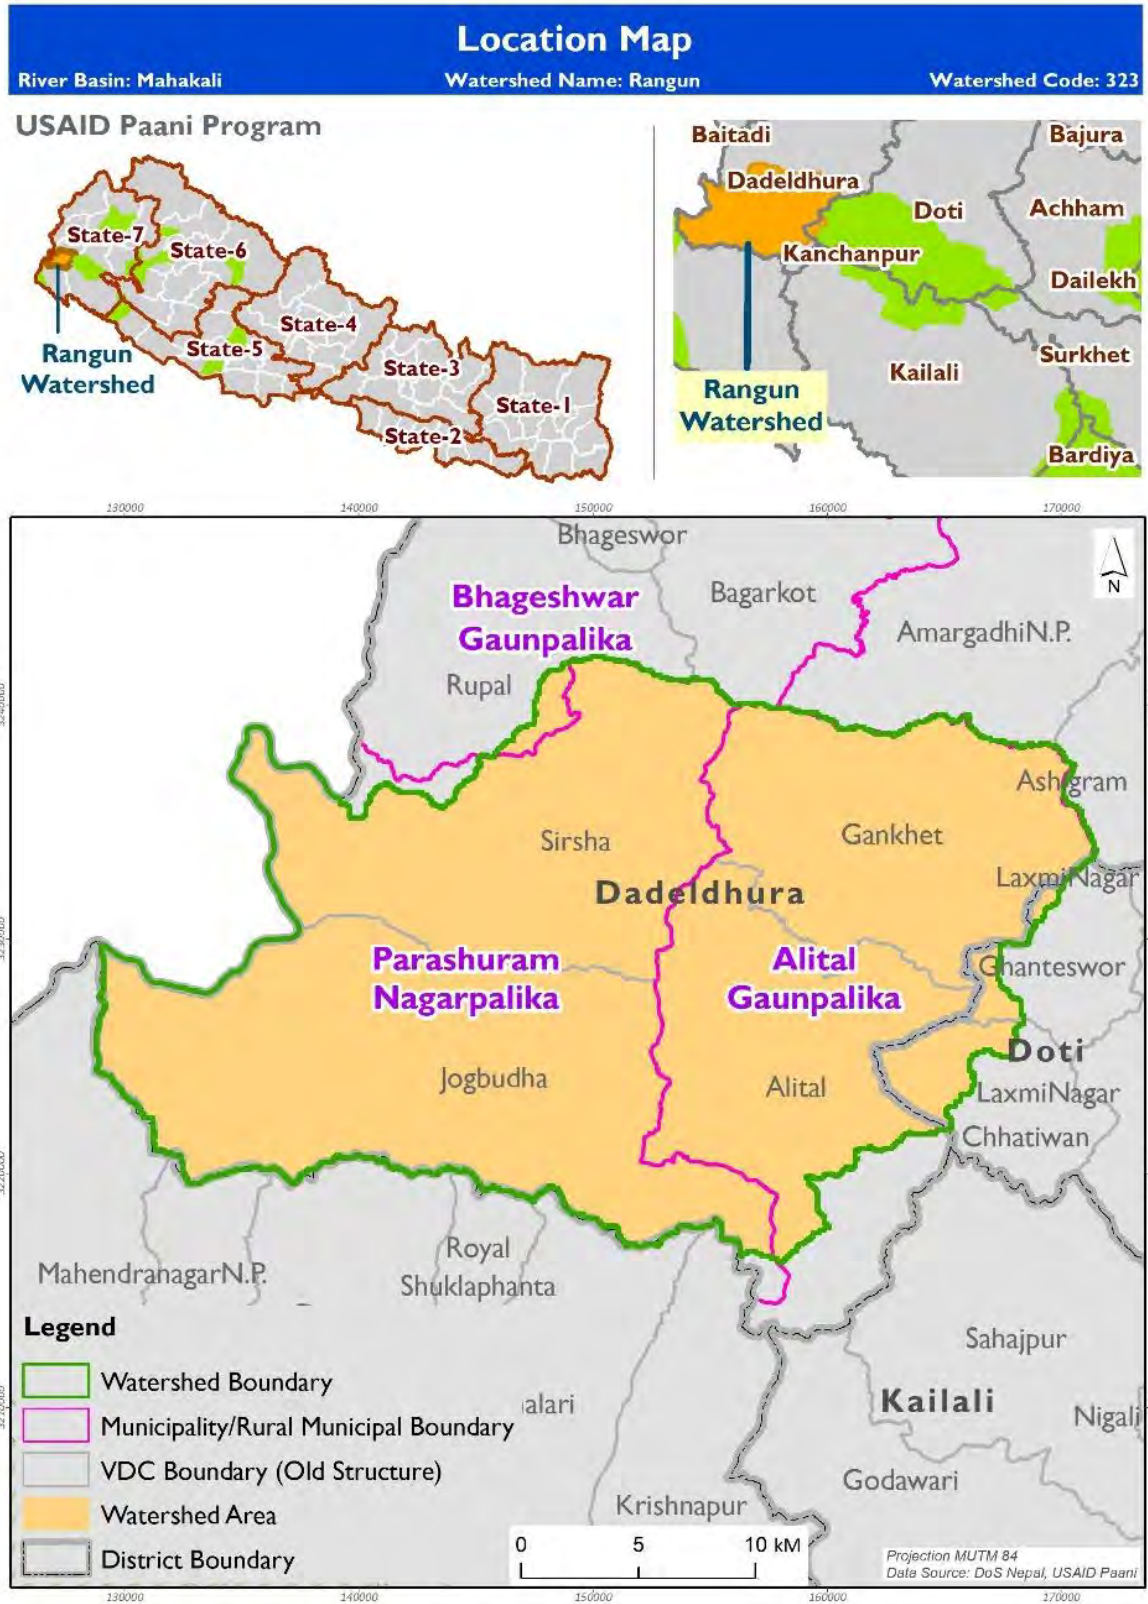 Location Map
River Basin: Mahakali
Watershed Name: Rangun
Watershed Code: 323
USAID Paani Program
State-7
State-6
State-4
State-5
State-3
State-1
State-2
Rangun
Watershed
Baitadi
Bajura
Dadeldhura
Doti
Achham
Kanchanpur
Dailekh
Surkhet
Kailali
Rangun
Watershed
Bardiya
130000
140000
150000
160000
170000
Bhageswor
Bhageshwar
Gaunpalika
Bagarkot
N
AmargadhiN.P.
Rupal
3240000
Ashigram
Sirsha
Gankhet
LaxmiNagar
Dadeldhura
3230000
Parashuram
Nagarpalika
Alital
Gaunpalika
Ghanteswor
Doti
Jogbudha
Alital
LaxmiNagar
Chhatiwan
3220000
Royal
Shuklaphanta
MahendranagarN.P.
Legend
Watershed Boundary
Municipality/Rural Municipal Boundary
VDC Boundary (Old Structure)
Watershed Area
District Boundary
Sahajpur
alari
Kailali
Nigali
3210000
Godawari
Krishnapur
0 5 10 kM
Projection MUTM 84
Data Source: DoS Nepal, USAID Paani
130000
140000
150000
160000
170000